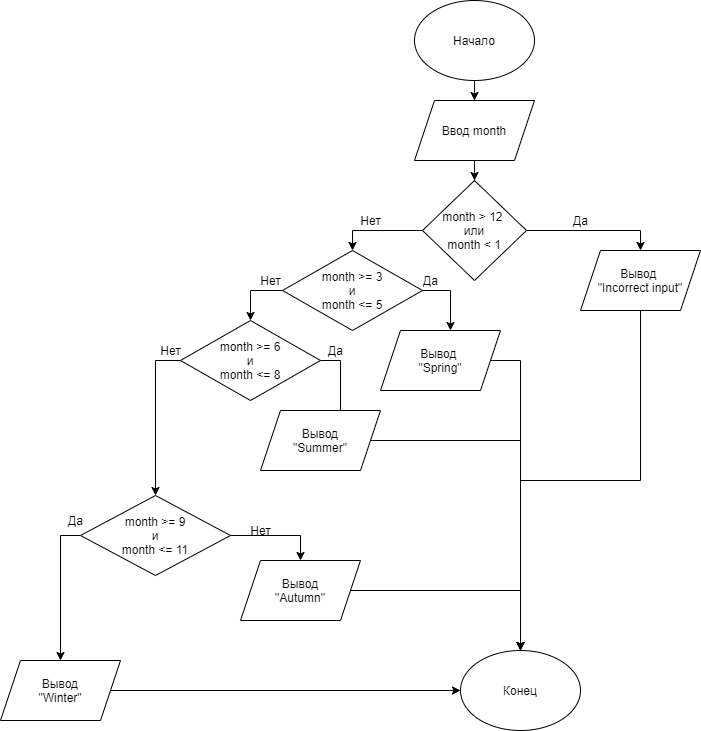 Начало
Ввод month
month > 12
или
month < 1
Нет
Да
month >= 3
и
month <= 5
Вывод
"Incorrect input"
Нет
Да
month >= 6
и
month <= 8
Вывод
"Spring"
Нет
Да
Вывод
"Summer"
month >= 9
и
month <= 11
Да
Нет
Вывод
"Autumn"
Вывод
"Winter"
Конец